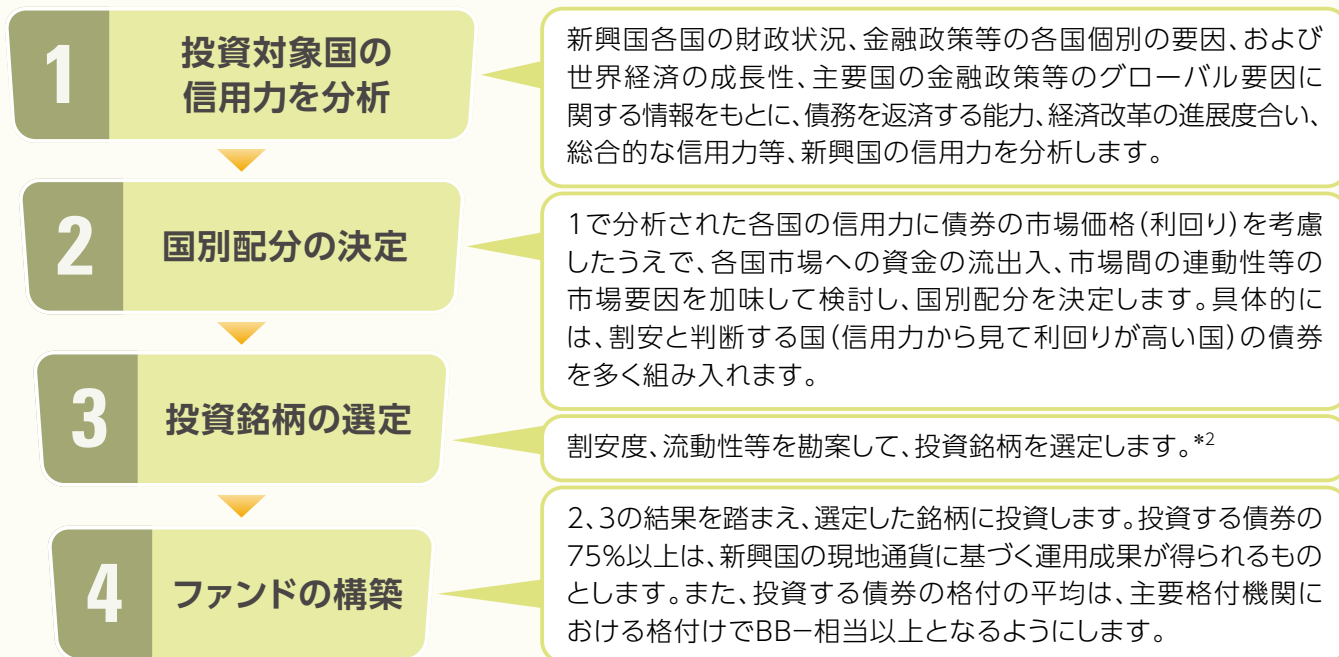 1
投資対象国の
信用力を分析
新興国各国の財政状況、金融政策等の各国個別の要因、および
世界経済の成長性、主要国の金融政策等のグローバル要因に
関する情報をもとに、債務を返済する能力、経済改革の進展度合い、
総合的な信用力等、新興国の信用力を分析します。
2
国別配分の決定
1で分析された各国の信用力に債券の市場価格(利回り)を考慮
したうえで、各国市場への資金の流出入、市場間の連動性等の
市場要因を加味して検討し、国別配分を決定します。具体的に
は、割安と判断する国(信用力から見て利回りが高い国)の債券
を多く組み入れます。
3
投資銘柄の選定
割安度、流動性等を勘案して、投資銘柄を選定します。*2
4
ファンドの構築
2、3の結果を踏まえ、選定した銘柄に投資します。投資する債券の
75%以上は、新興国の現地通貨に基づく運用成果が得られるもの
とします。また、投資する債券の格付の平均は、主要格付機関に
おける格付けでBB−相当以上となるようにします。